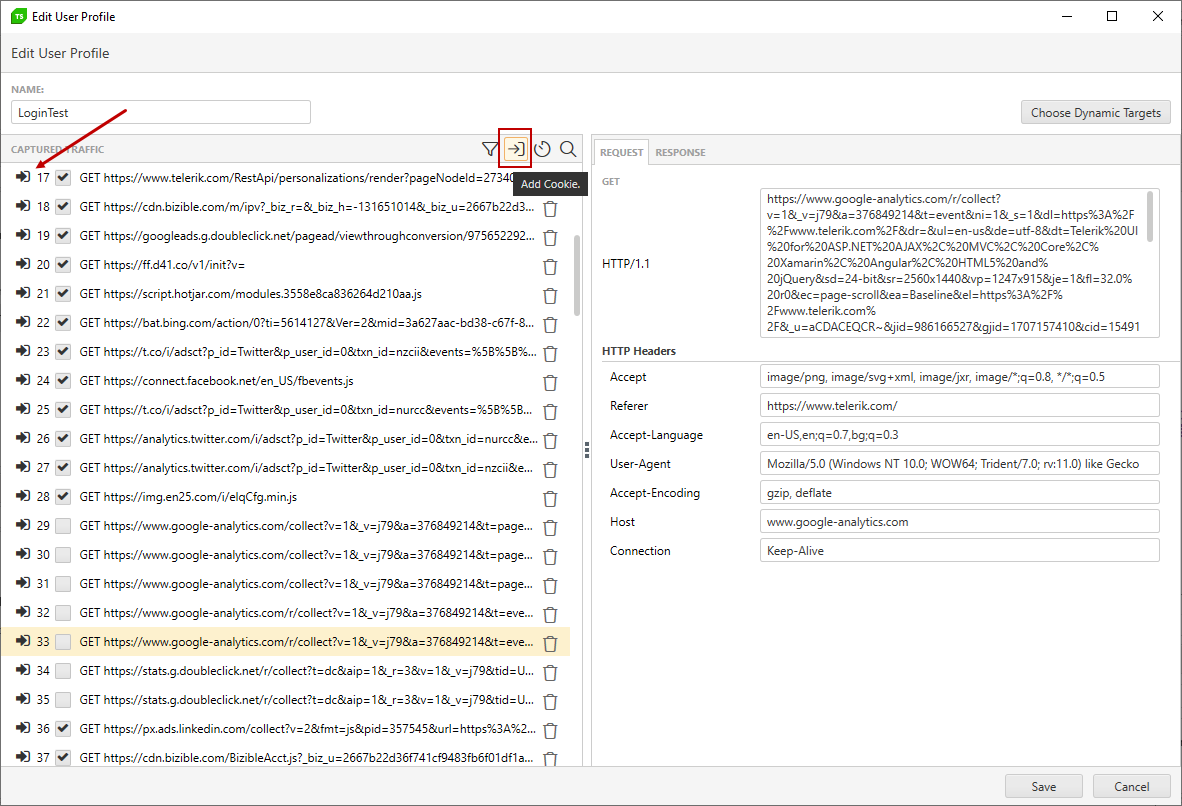 TS Edit User Profile
Edit User Profile
NAME:
LoginTest
Choose Dynamic Targets
CAPTURED TRAFFIC
Add Cookie.
17 GET https://www.telerik.com/RestApi/personalizations/render?pageNodeId=27340
18 GET https://cdn.bizible.com/m/ipv?_biz_r=&_biz_h=-131651014&_biz_u=2667b22d3...
19 GET https://googleads.g.doubleclick.net/pagead/viewthroughconversion/975652292...
20 GET https://ff.d41.co/v1/init?v=
21 GET https://script.hotjar.com/modules.3558e8ca836264d210aa.js
22 GET https://bat.bing.com/action/0?ti=5614127&Ver=2&mid=3a627aac-bd38-c67f-8...
23 GET https://t.co/i/adsct?p_id=Twitter&p_user_id=0&txn_id=nzcii&events=%5B%5B%...
24 GET https://connect.facebook.net/en_US/fbevents.js
25 GET https://t.co/i/adsct?p_id=Twitter&p_user_id=0&txn_id=nurcc&events=%5B%5B...
26 GET https://analytics.twitter.com/i/adsct?p_id=Twitter&p_user_id=0&txn_id=nurcc&e...
27 GET https://analytics.twitter.com/i/adsct?p_id=Twitter&p_user_id=0&txn_id=nzcii&e...
28 GET https://img.en25.com/i/elqCfg.min.js
29 GET https://www.google-analytics.com/collect?v=1&_v=j79&a=376849214&t=page...
30 GET https://www.google-analytics.com/collect?v=1&_v=j79&a=376849214&t=page...
31 GET https://www.google-analytics.com/collect?v=1&_v=j79&a=376849214&t=page...
32 GET https://www.google-analytics.com/r/collect?v=1&_v=j79&a=376849214&t=eve...
33 GET https://www.google-analytics.com/r/collect?v=1&_v=j79&a=376849214&t=eve...
34 GET https://stats.g.doubleclick.net/r/collect?t=dc&aip=1&_r=3&v=1&_v=j79&tid=U...
35 GET https://stats.g.doubleclick.net/r/collect?t=dc&aip=1&_r=3&v=1&_v=j79&tid=U...
36 GET https://px.ads.linkedin.com/collect?v=2&fmt=js&pid=357545&url=https%3A%2...
37 GET https://cdn.bizible.com/BizibleAcct.js?_biz_u=2667b22d36f741cf9483fb6f01df1a...
REQUEST RESPONSE
GET
HTTP/1.1
https://www.google-analytics.com/r/collect?
v=1&_v=j79&a=376849214&t=event&ni=1&_s=1&dl=https%3A%2F
%2Fwww.telerik.com%2F&dr=&ul=en-us&de=utf-8&dt=Telerik%20UI
%20for%20ASP.NET%20AJAX%2C%20MVC%2C%20Core%2C%
20Xamarin%2C%20Angular%2C%20HTML5%20and%
20jQuery&sd=24-bit&sr=2560x1440&vp=1247x915&je=1&fl=32.0%
20r0&ec=page-scroll&ea=Baseline&el=https%3A%2F%
2Fwww.telerik.com%
2F&_u=aCDACEQCR~&jid=986166527&gjid=1707157410&cid=15491
HTTP Headers
Accept image/png, image/svg+xml, image/jxr, image/*;q=0.8, */*;q=0.5
Referer https://www.telerik.com/
Accept-Language en-US,en;q=0.7,bg;q=0.3
User-Agent Mozilla/5.0 (Windows NT 10.0; WOW64; Trident/7.0; rv:11.0) like Gecko
Accept-Encoding gzip, deflate
Host www.google-analytics.com
Connection Keep-Alive
Save Cancel